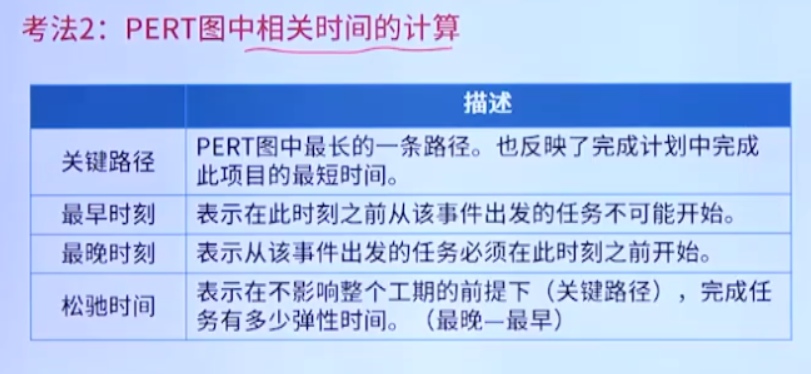 考法2：PERT图中相关时间的计算
描述
关键路径
PERT图中最长的一条路径。也反映了完成计划中完成
此项目的最短时间。
最早时刻
表示在此时刻之前从该事件出发的任务不可能开始。
最晚时刻
表示从该事件出发的任务必须在此时刻之前开始。
松驰时间
表示在不影响整个工期的前提下（关键路径），完成任
务有多少弹性时间。（最晚—最早）